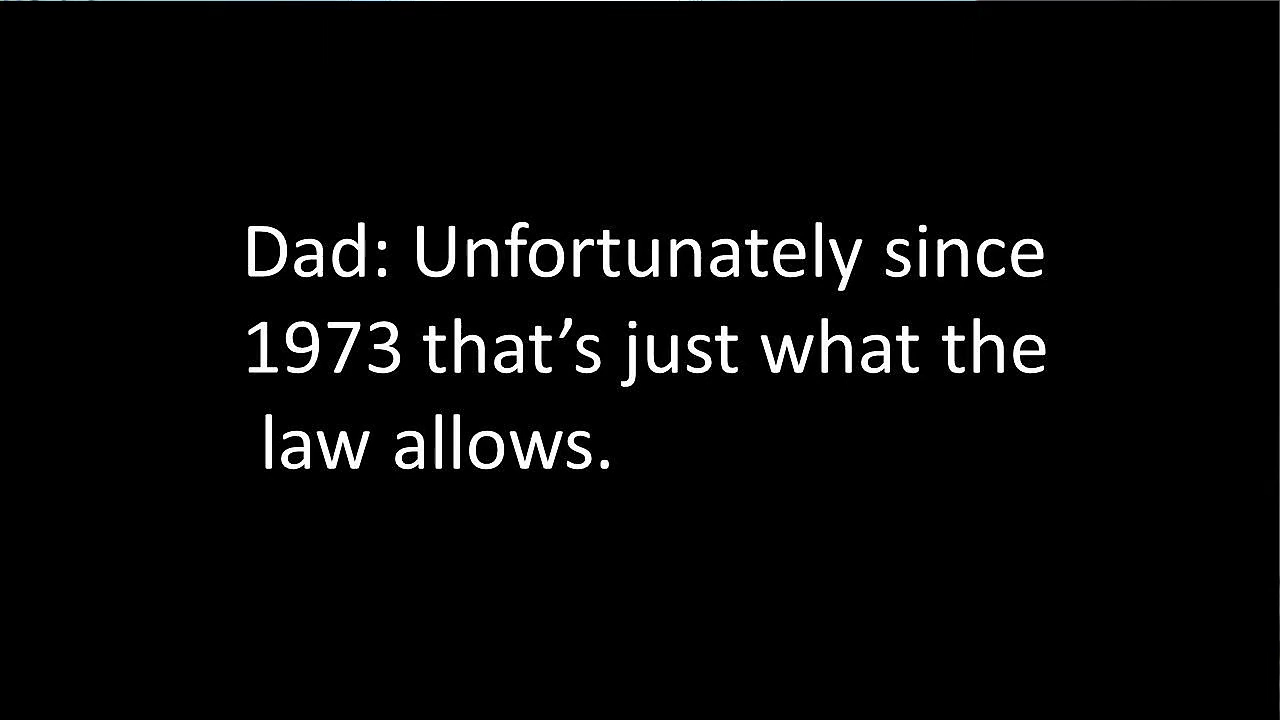 Dad: Unfortunately since
1973 that’s just what the
law allows.